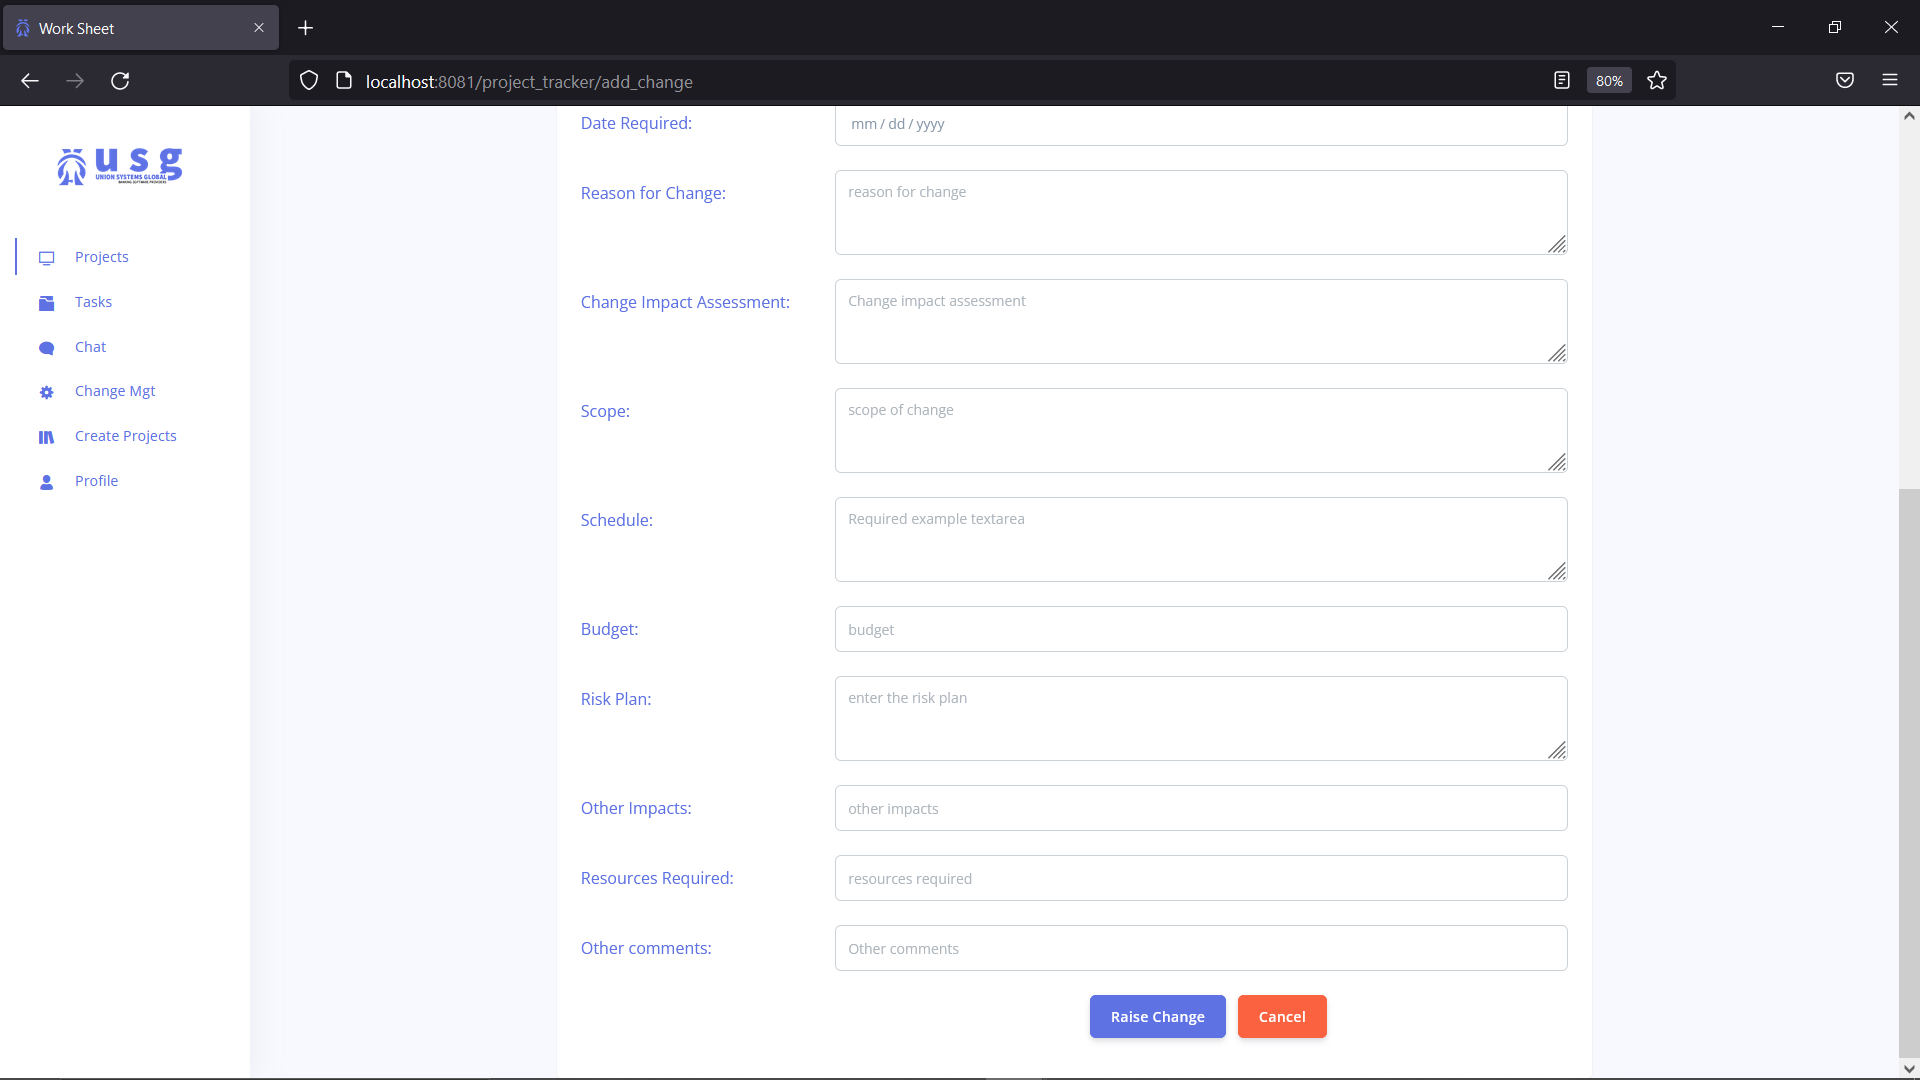 Work Sheet
localhost:8081/project_tracker/add_change
80%
usg
UNION SYSTEMS GLOBAL
Projects
Tasks
Chat
Change Mgt
Create Projects
Profile
Date Required:
mm / dd / yyyy
Reason for Change:
reason for change
Change Impact Assessment:
Change impact assessment
Scope:
scope of change
Schedule:
Required example textarea
Budget:
budget
Risk Plan:
enter the risk plan
Other Impacts:
other impacts
Resources Required:
resources required
Other comments:
Other comments
Raise Change
Cancel